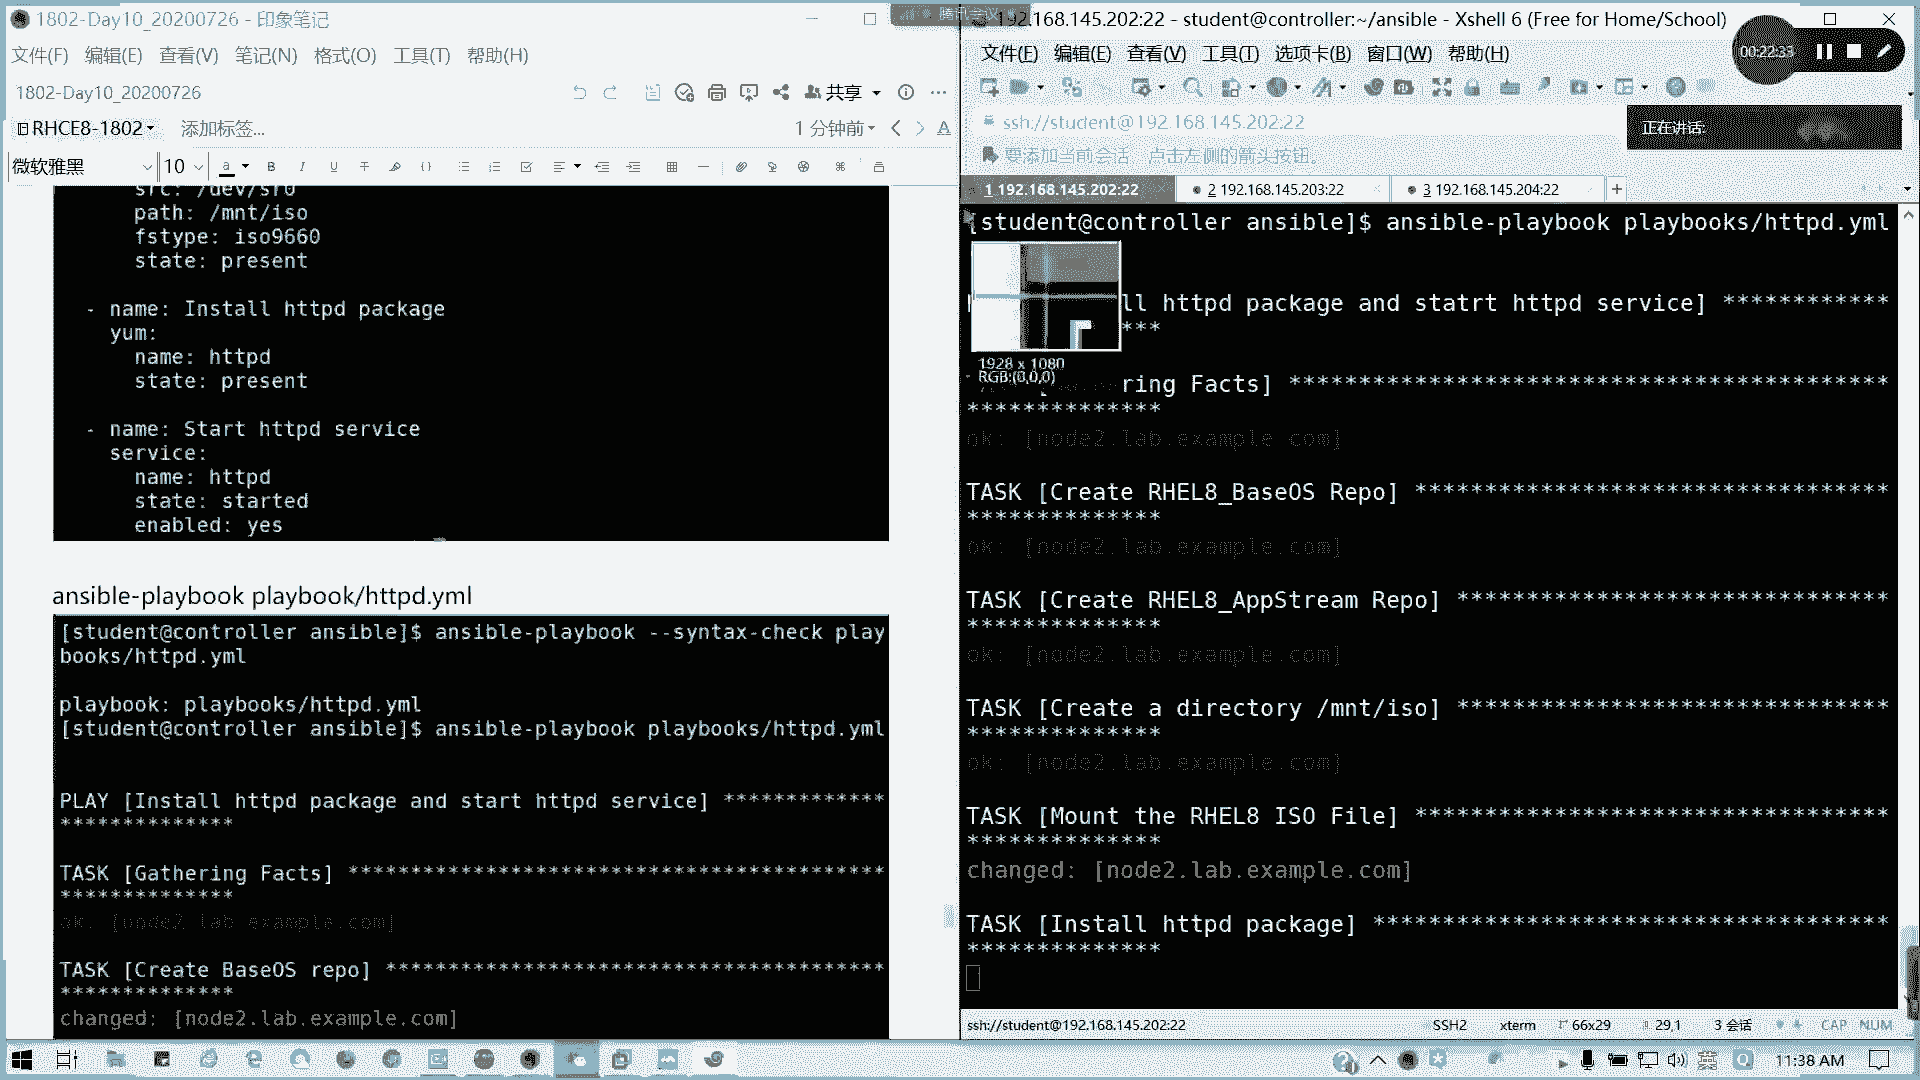 1802-Day10_20200726 - 印象笔记
文件(F) 编辑(E) 查看(V) 笔记(N) 格式(O) 工具(T) 帮助(H)
1802-Day10_20200726
共享
RHCE8-1802 添加标签...
1 分钟前
微软雅黑 10
src: /dev/sr0
path: /mnt/iso
fstype: iso9660
state: present
- name: Install httpd package
yum:
name: httpd
state: present
- name: Start httpd service
service:
name: httpd
state: started
enabled: yes
ansible-playbook playbook/httpd.yml
[student@controller ansible]$ ansible-playbook --syntax-check play
books/httpd.yml
playbook: playbooks/httpd.yml
[student@controller ansible]$ ansible-playbook playbooks/httpd.yml
PLAY [Install httpd package and start httpd service] *************
**************
TASK [Gathering Facts] *******************************************
**************
ok: [node2.lab.example.com]
TASK [Create BaseOS repo] ****************************************
**************
changed: [node2.lab.example.com]
腾讯会议
192.168.145.202:22 - student@controller:~/ansible - Xshell 6 (Free for Home/School)
文件(F) 编辑(E) 查看(V) 工具(T) 选项卡(B) 窗口(W) 帮助(H)
00:22:33
ssh://student@192.168.145.202:22
正在讲话:
要添加当前会话，点击左侧的箭头按钮。
1 192.168.145.202:22
2 192.168.145.203:22
3 192.168.145.204:22
[student@controller ansible]$ ansible-playbook playbooks/httpd.yml
ll httpd package and statrt httpd service] *************
***
1928 x 1080
RGB:(0,0,0)
ring Facts] *******************************************
**************
ok: [node2.lab.example.com]
TASK [Create RHEL8_BaseOS Repo] **********************************
**************
ok: [node2.lab.example.com]
TASK [Create RHEL8_AppStream Repo] *******************************
**************
ok: [node2.lab.example.com]
TASK [Create a directory /mnt/iso] *******************************
**************
ok: [node2.lab.example.com]
TASK [Mount the RHEL8 ISO File] **********************************
**************
changed: [node2.lab.example.com]
TASK [Install httpd package] *************************************
**************
ssh://student@192.168.145.202:22
SSH2
xterm
66x29
29,1
3 会话
CAP NUM
英
11:38 AM